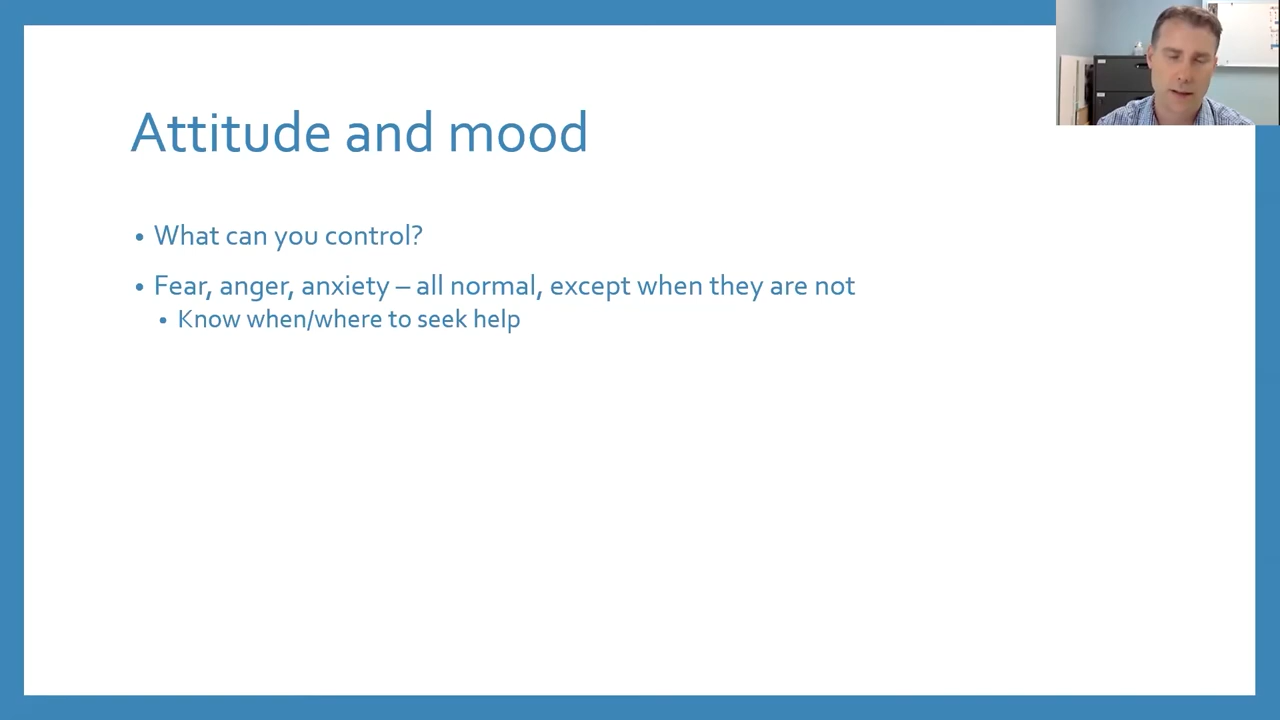 Attitude and mood
• What can you control?
• Fear, anger, anxiety – all normal, except when they are not
• Know when/where to seek help